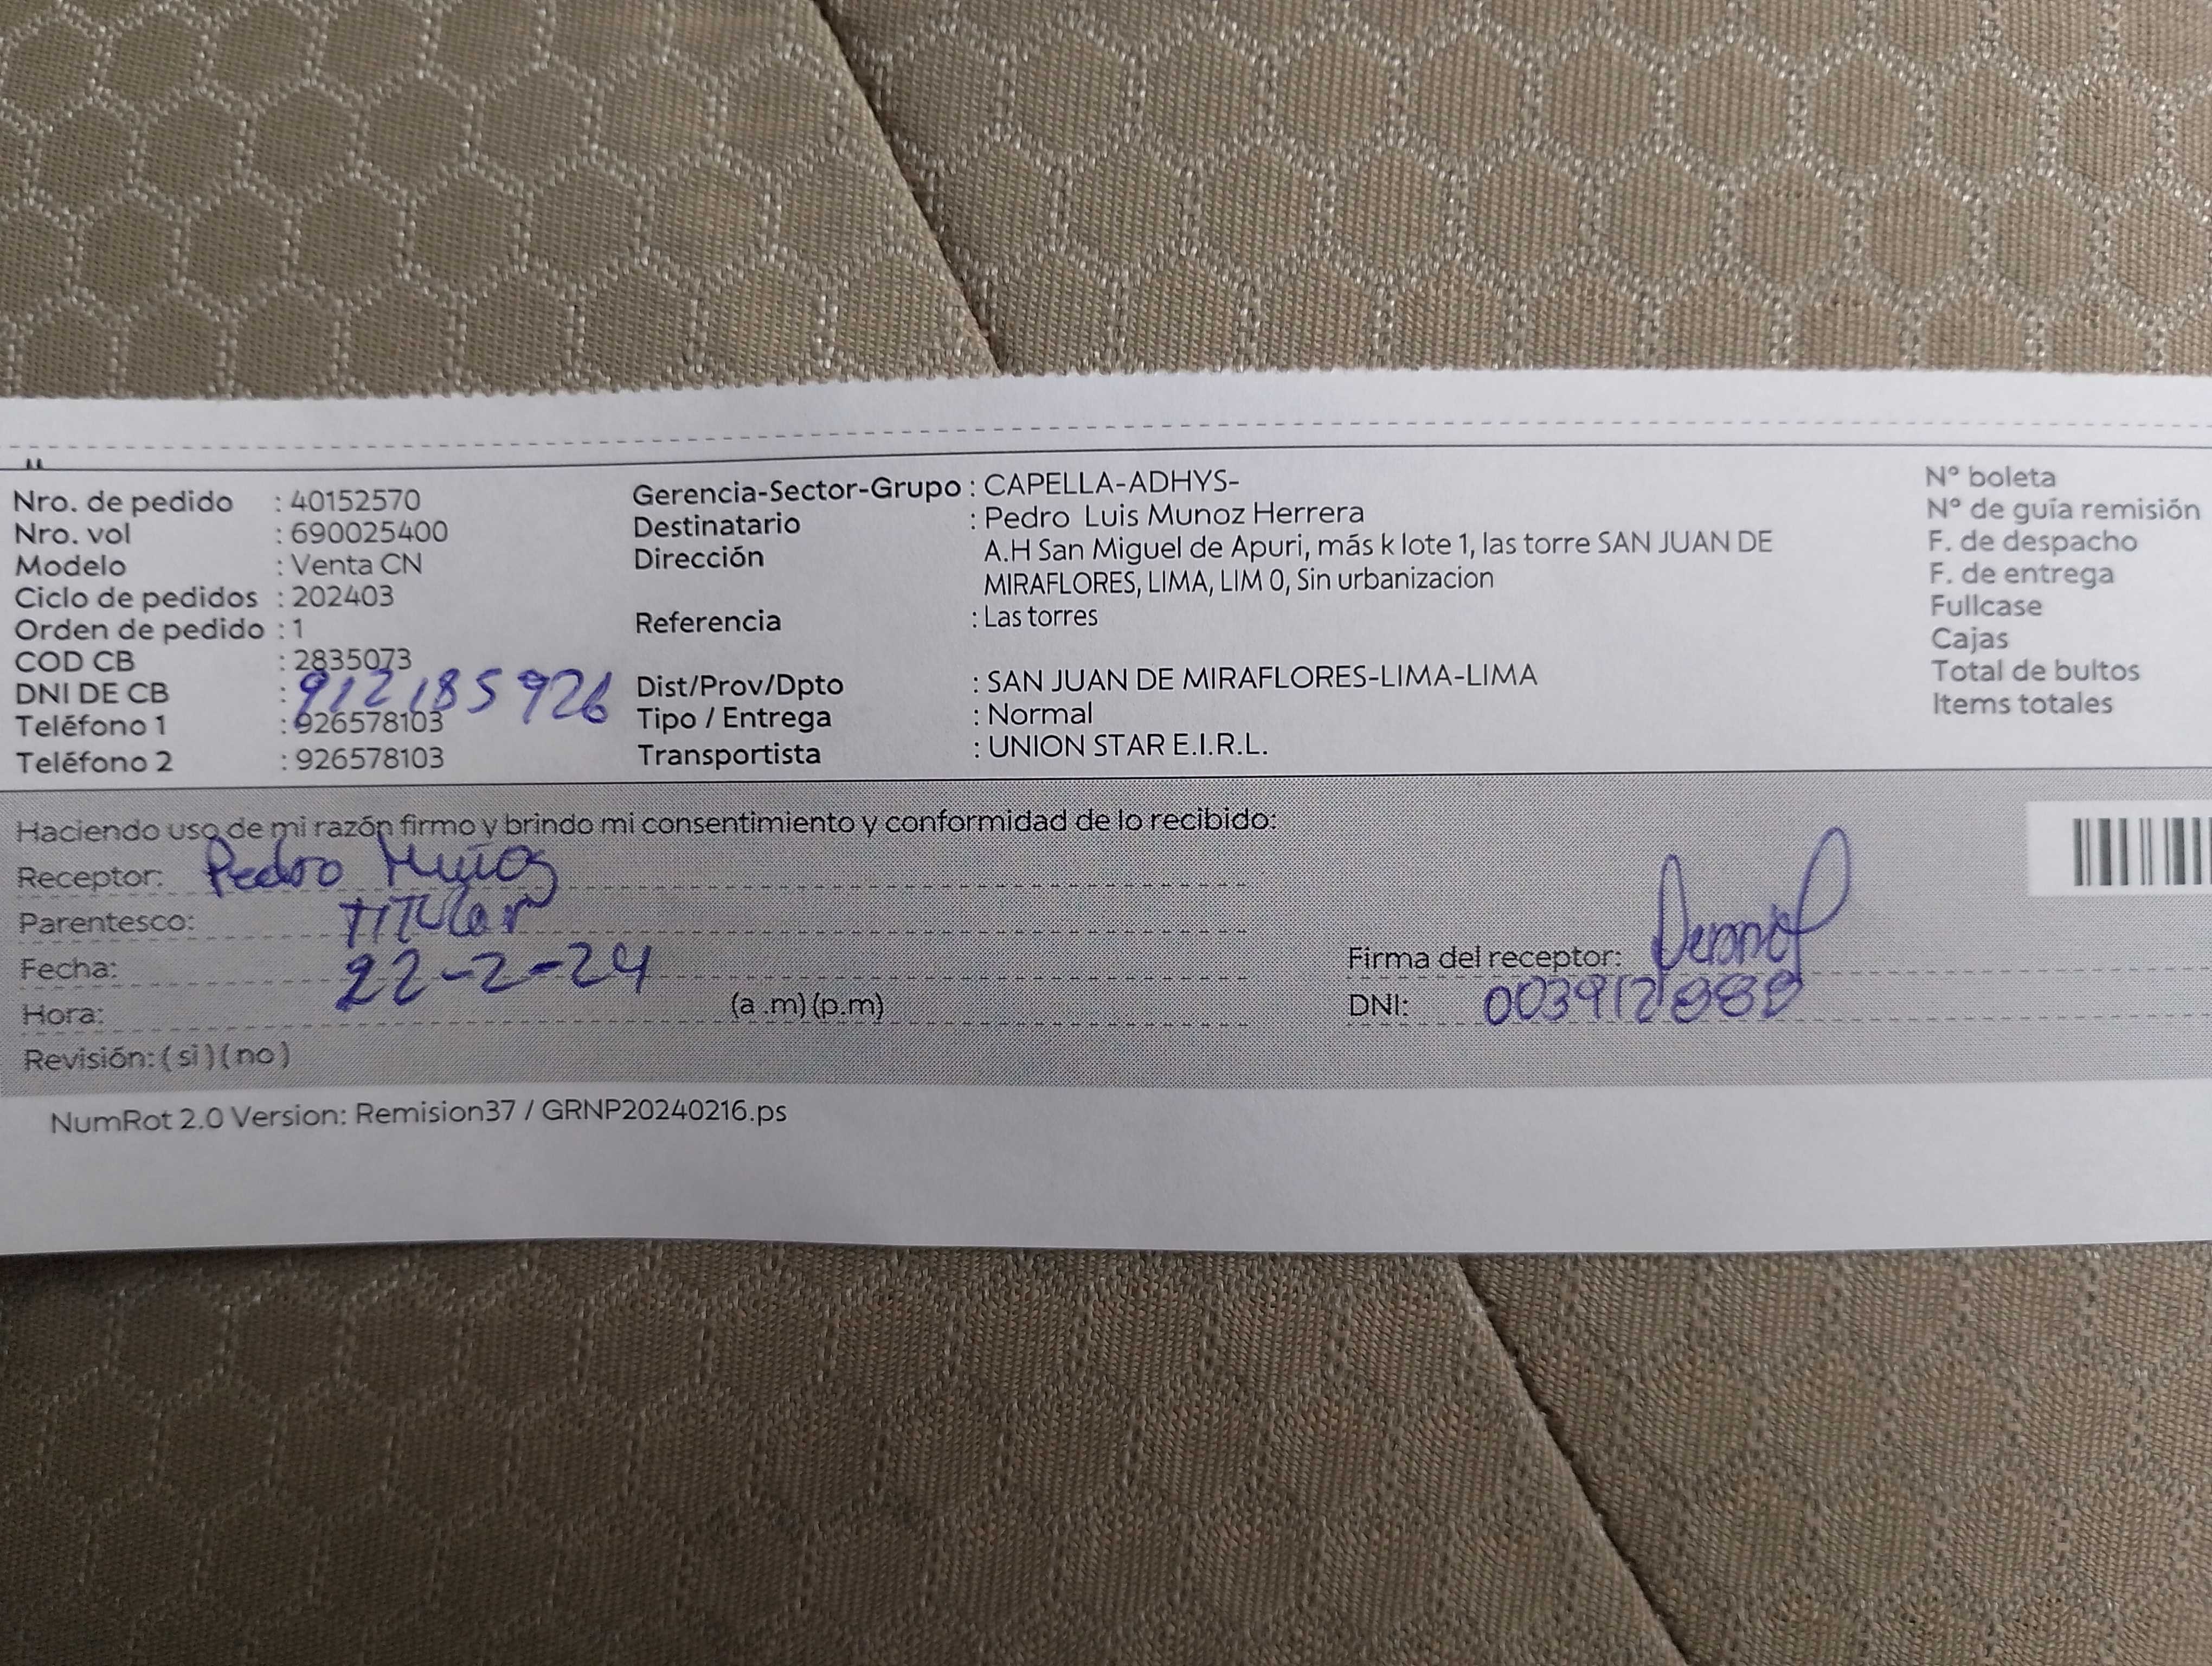 Nro. de pedido : 40152570
Nro. vol : 690025400
Modelo : Venta CN
Ciclo de pedidos : 202403
Orden de pedido : 1
COD CB : 2835073
DNI DE CB : 912185926
Teléfono 1 : 926578103
Teléfono 2 : 926578103
Gerencia-Sector-Grupo : CAPELLA-ADHYS-
Destinatario : Pedro Luis Munoz Herrera
Dirección A.H San Miguel de Apuri, más k lote 1, las torre SAN JUAN DE
MIRAFLORES, LIMA, LIM 0, Sin urbanizacion
Referencia : Las torres
Dist/Prov/Dpto : SAN JUAN DE MIRAFLORES-LIMA-LIMA
Tipo / Entrega : Normal
Transportista : UNION STAR E.I.R.L.
N° boleta
N° de guía remisión
F. de despacho
F. de entrega
Fullcase
Cajas
Total de bultos
Items totales
Haciendo uso de mi razón firmo y brindo mi consentimiento y conformidad de lo recibido:
Receptor: Pedro Muños
Parentesco: TITULar
Fecha: 22-2-24
Hora: (a .m) (p.m)
Revisión: ( si ) ( no )
Firma del receptor:
DNI: 003912888
NumRot 2.0 Version: Remision37 / GRNP20240216.ps